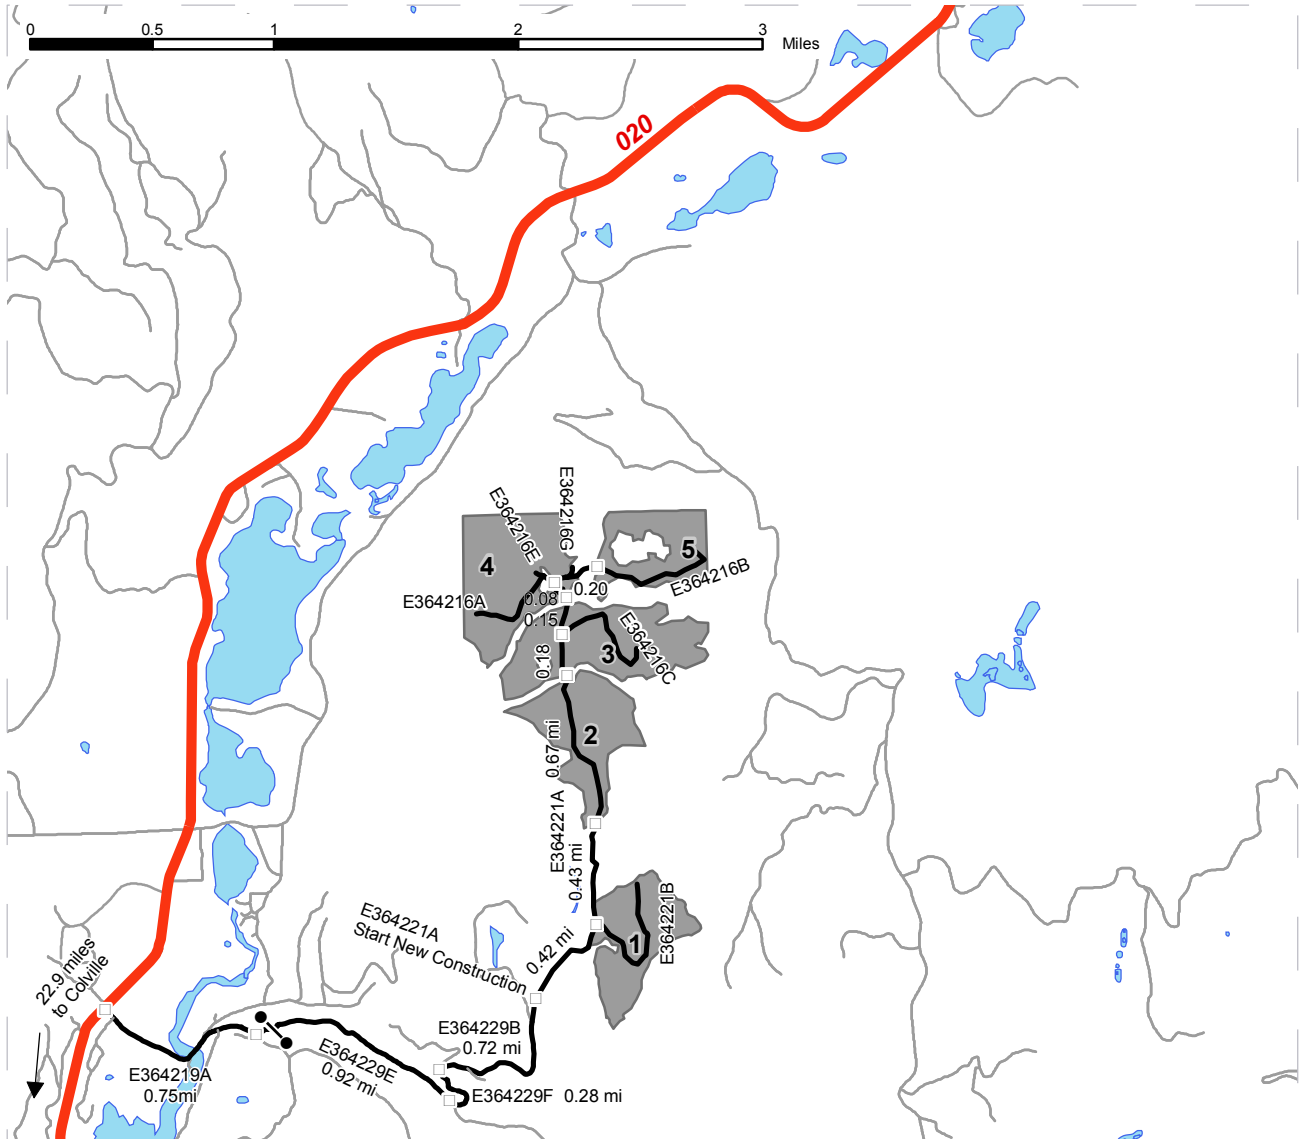 0 0.5 1 2 3 Miles
020
E364216E
E364216G
4
5
E364216B
E364216A
0.08
0.20
0.15
E364216C
0.18
3
2
0.67 mi
E364221A
0.43 mi
E364221B
1
E364221A
Start New Construction
0.42 mi
22.9 miles
to Colville
E364229B
0.72 mi
E364229E
0.92 mi
E364219A
0.75mi
E364229F 0.28 mi